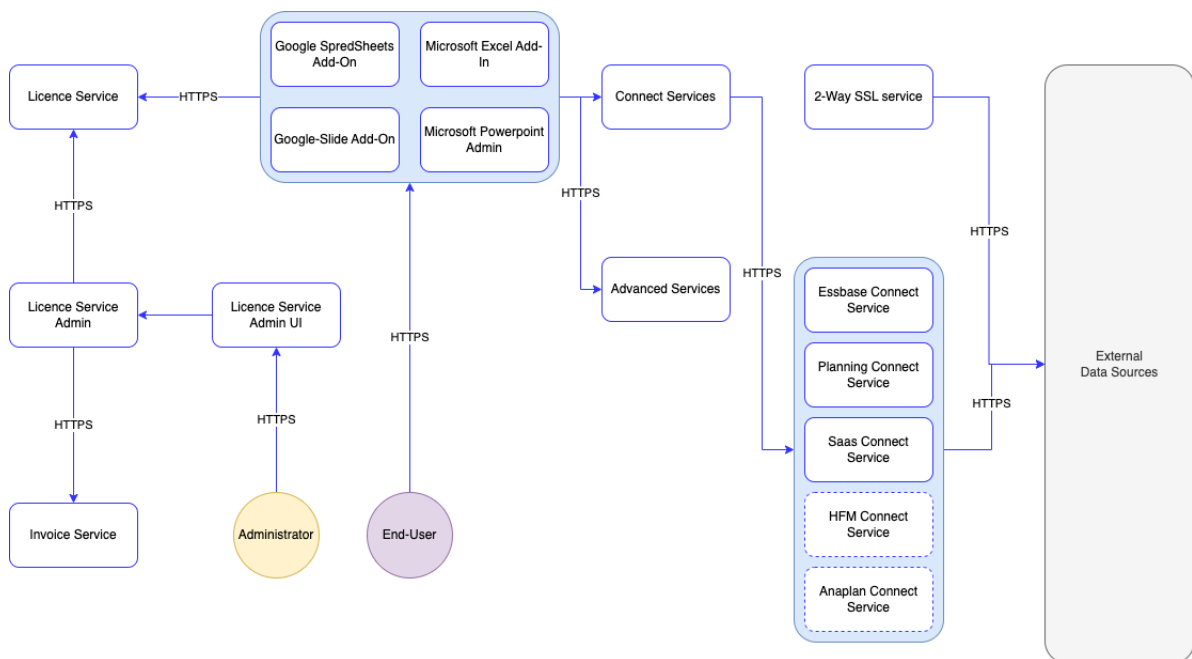 Google SpredSheets
Add-On
Microsoft Excel Add-
In
Licence Service
HTTPS
Connect Services
2-Way SSL service
Google-Slide Add-On
Microsoft Powerpoint
Admin
HTTPS
HTTPS
HTTPS
HTTPS
Licence Service
Admin
Licence Service
Admin UI
Advanced Services
Essbase Connect
Service
HTTPS
Planning Connect
Service
External
Data Sources
HTTPS
HTTPS
HTTPS
Saas Connect
Service
Invoice Service
Administrator
End-User
HFM Connect
Service
Anaplan Connect
Service